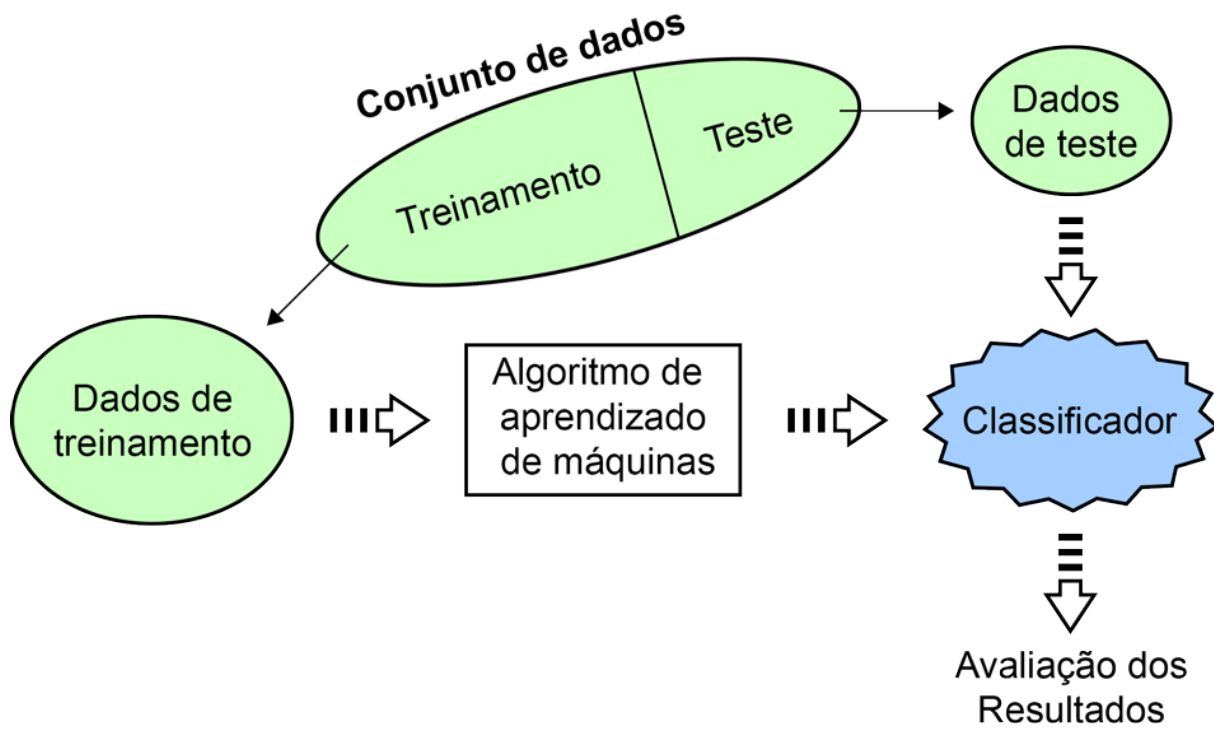 Conjunto de dados
Treinamento
Teste
Dados
de teste
Dados de
treinamento
Algoritmo de
aprendizado
de máquinas
Classificador
Avaliação dos
Resultados